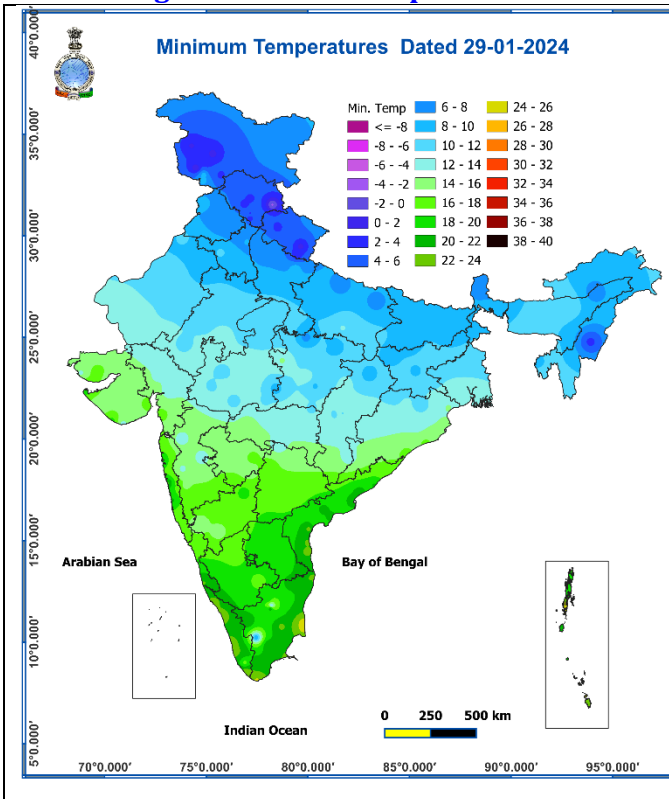 Minimum Temperatures Dated 29-01-2024
Min. Temp
<= -8
-8 - -6
-6 - -4
-4 - -2
-2 - 0
0 - 2
2 - 4
4 - 6
6 - 8
8 - 10
10 - 12
12 - 14
14 - 16
16 - 18
18 - 20
20 - 22
22 - 24
24 - 26
26 - 28
28 - 30
30 - 32
32 - 34
34 - 36
36 - 38
38 - 40
40°0.000'
35°0.000'
30°0.000'
25°0.000'
20°0.000'
15°0.000'
10°0.000'
5°0.000'
Arabian Sea
Bay of Bengal
Indian Ocean
0 250 500 km
70°0.000' 75°0.000' 80°0.000' 85°0.000' 90°0.000' 95°0.000'